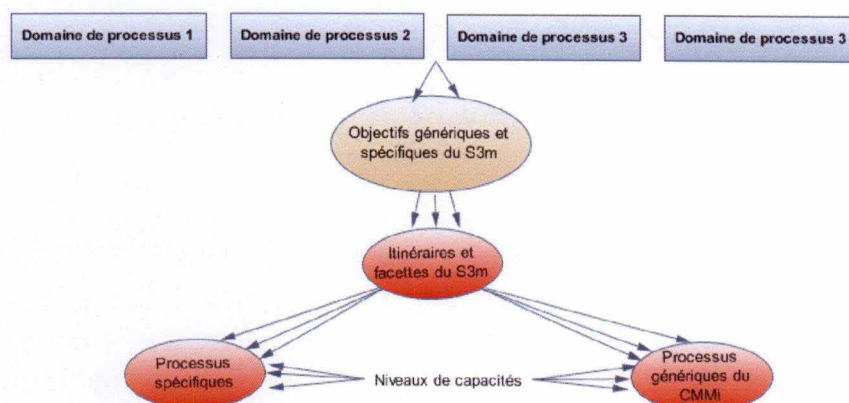 Domaine de processus 1
Domaine de processus 2
Domaine de processus 3
Domaine de processus 3
Objectifs génériques et
spécifiques du S3m
Itinéraires et
facettes du S3m
Processus
spécifiques
Niveaux de capacités
Processus
génériques du
CMMi